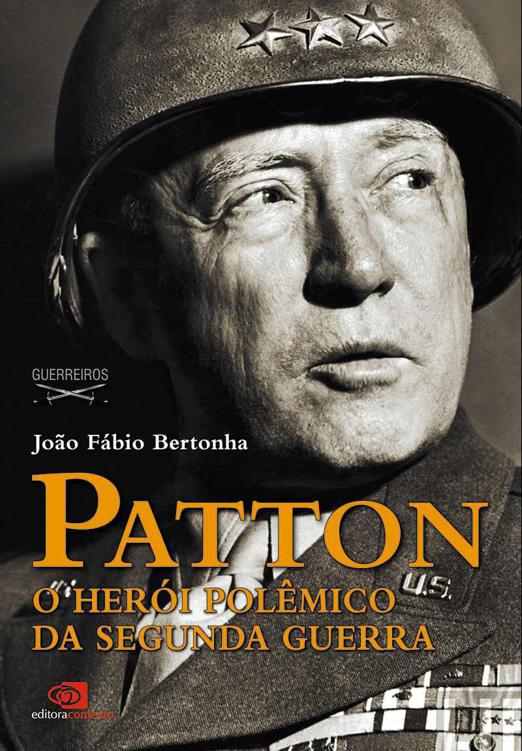 GUERREIROS
João Fábio Bertonha
PATTON
O HERÓI POLÊMICO
DA SEGUNDA GUERRA
U.S.
editoracontexto